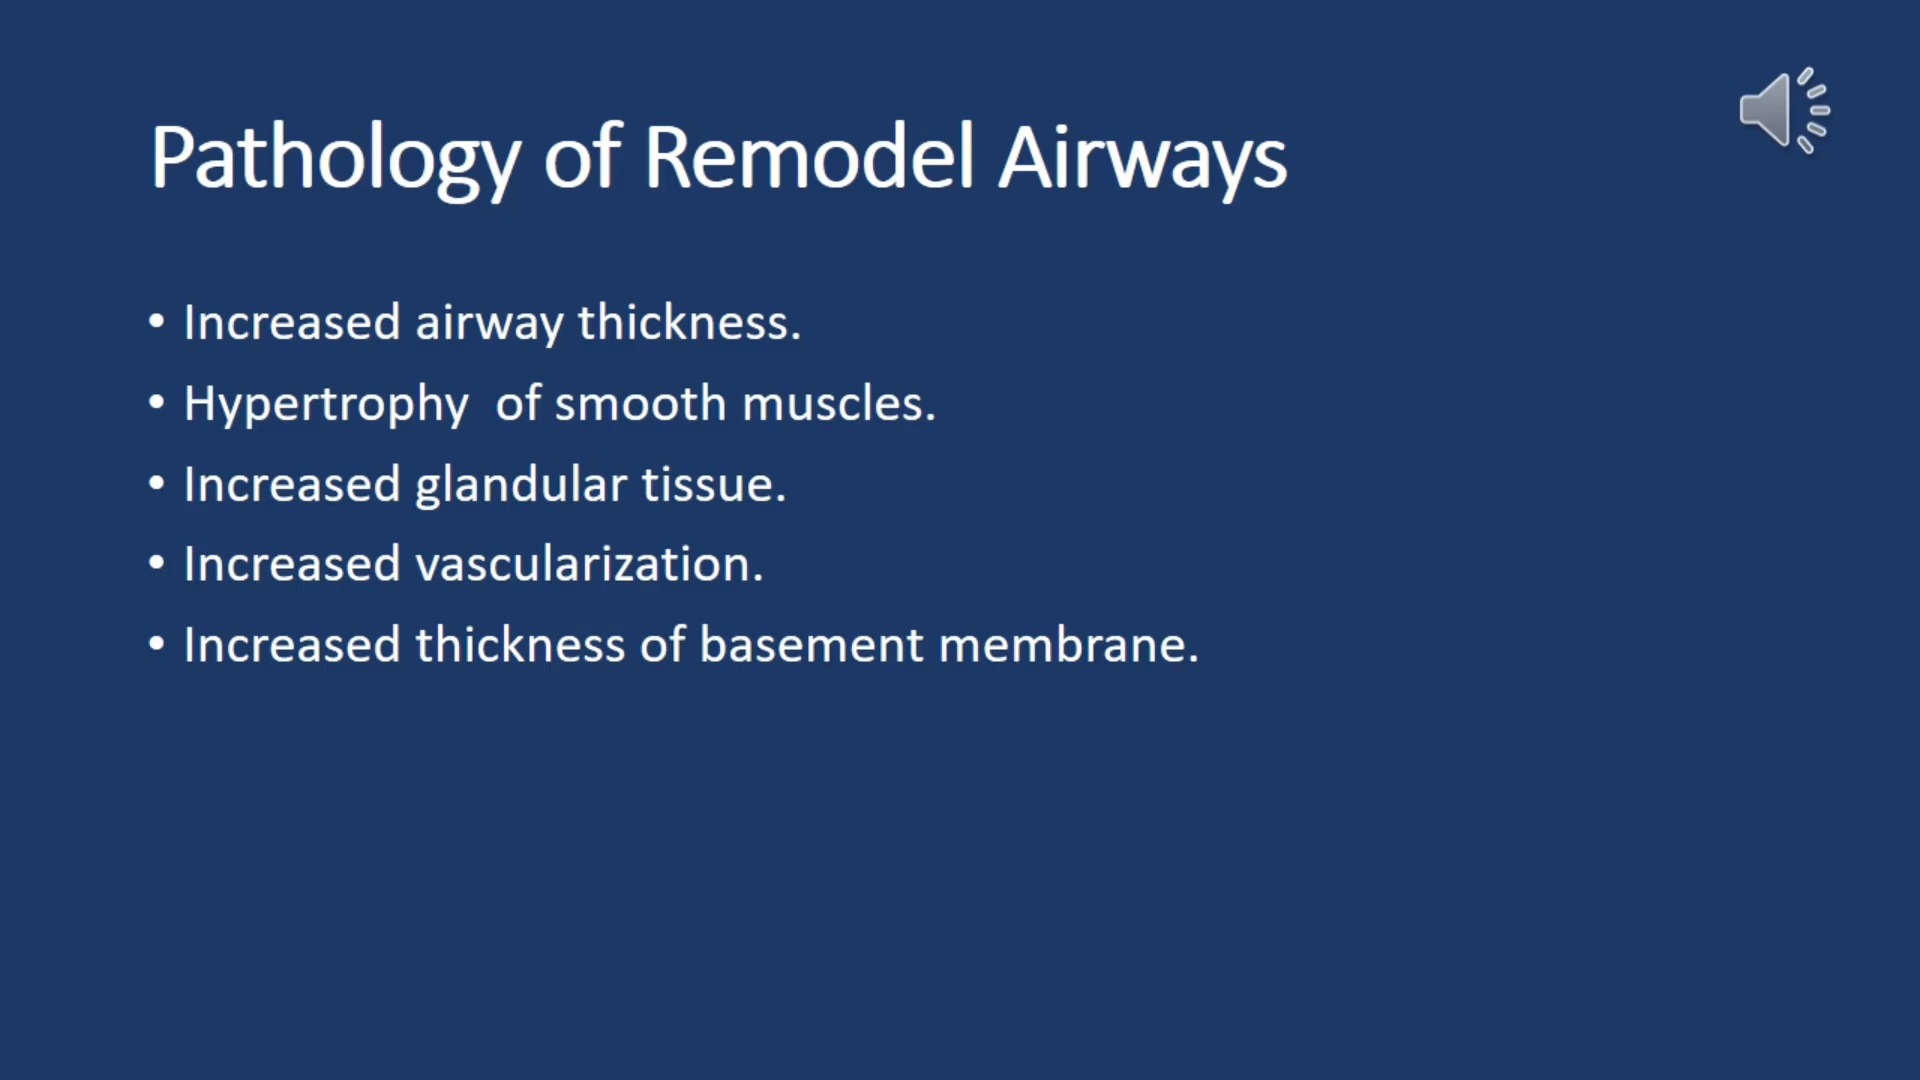 Pathology of Remodel Airways
• Increased airway thickness.
• Hypertrophy  of smooth muscles.
• Increased glandular tissue.
• Increased vascularization.
• Increased thickness of basement membrane.